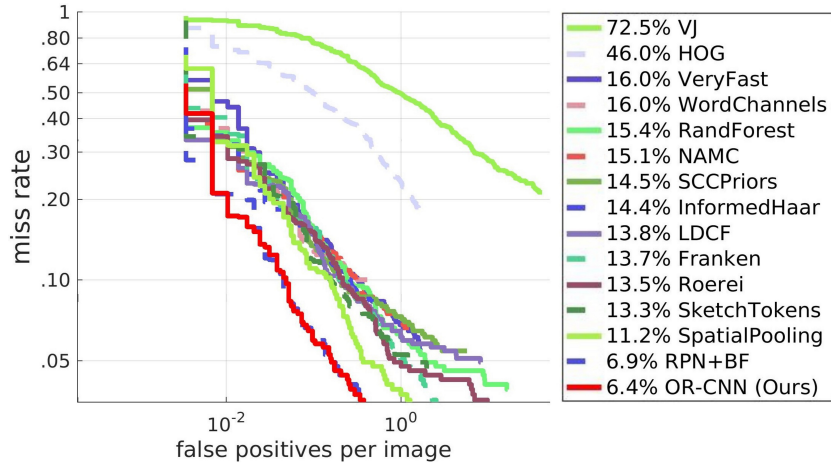 1
.80
.64
.50
.40
.30
.20
.10
.05
miss rate
10^-2
10^0
false positives per image
72.5% VJ
46.0% HOG
16.0% VeryFast
16.0% WordChannels
15.4% RandForest
15.1% NAMC
14.5% SCCPriors
14.4% InformedHaar
13.8% LDCF
13.7% Franken
13.5% Roerei
13.3% SketchTokens
11.2% SpatialPooling
6.9% RPN+BF
6.4% OR-CNN (Ours)